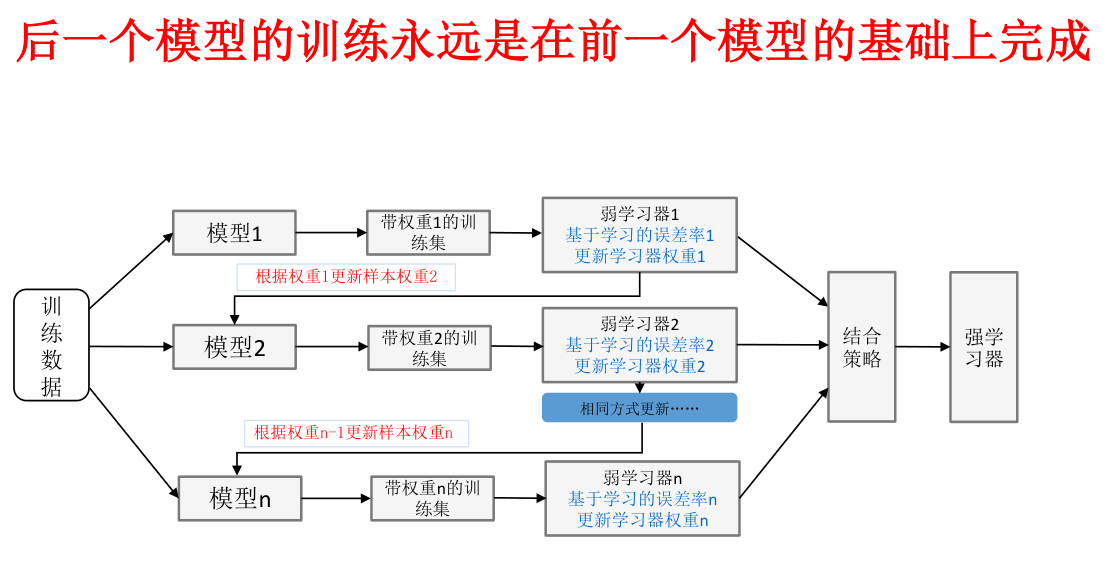 后一个模型的训练永远是在前一个模型的基础上完成
训
练
数
据
模型1
带权重1的训
练集
弱学习器1
基于学习的误差率1
更新学习器权重1
根据权重1更新样本权重2
模型2
带权重2的训
练集
弱学习器2
基于学习的误差率2
更新学习器权重2
相同方式更新……
根据权重n-1更新样本权重n
模型n
带权重n的训
练集
弱学习器n
基于学习的误差率n
更新学习器权重n
结合
策略
强学
习器